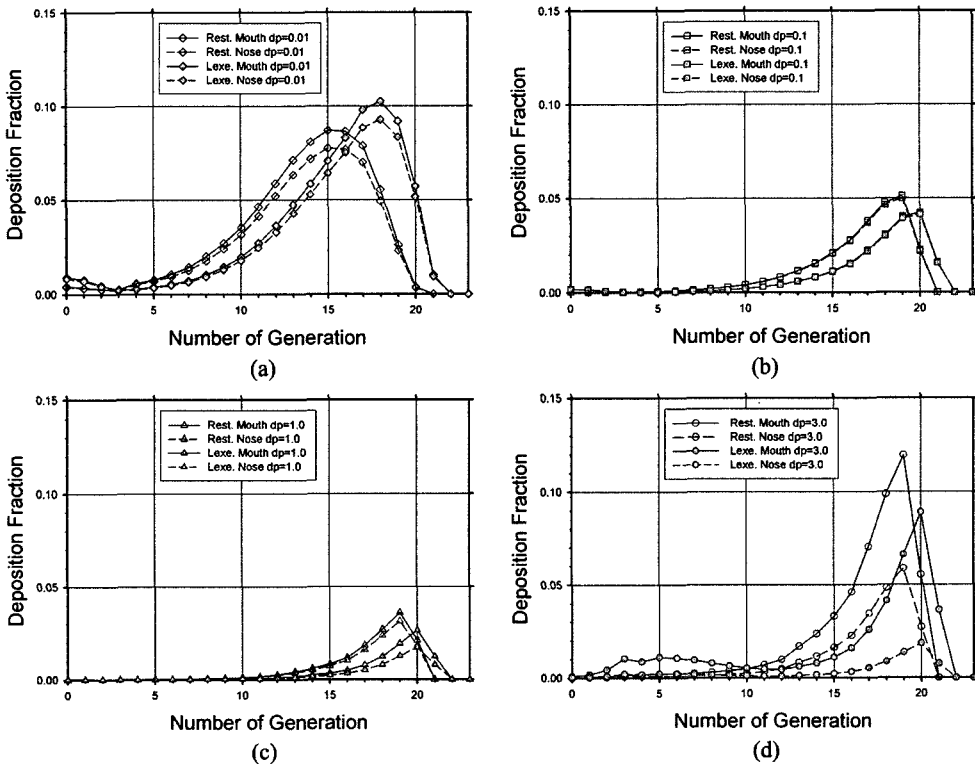 0.15
0.10
0.05
0.00
Deposition Fraction
Rest. Mouth dp=0.01
Rest. Nose dp=0.01
Lexe. Mouth dp=0.01
Lexe. Nose dp=0.01
0 5 10 15 20
Number of Generation
(a)
0.15
0.10
0.05
0.00
Deposition Fraction
Rest. Mouth dp=0.1
Rest. Nose dp=0.1
Lexe. Mouth dp=0.1
Lexe. Nose dp=0.1
0 5 10 15 20
Number of Generation
(b)
0.15
0.10
0.05
0.00
Deposition Fraction
Rest. Mouth dp=1.0
Rest. Nose dp=1.0
Lexe. Mouth dp=1.0
Lexe. Nose dp=1.0
0 5 10 15 20
Number of Generation
(c)
0.15
0.10
0.05
0.00
Deposition Fraction
Rest. Mouth dp=3.0
Rest. Nose dp=3.0
Lexe. Mouth dp=3.0
Lexe. Nose dp=3.0
0 5 10 15 20
Number of Generation
(d)